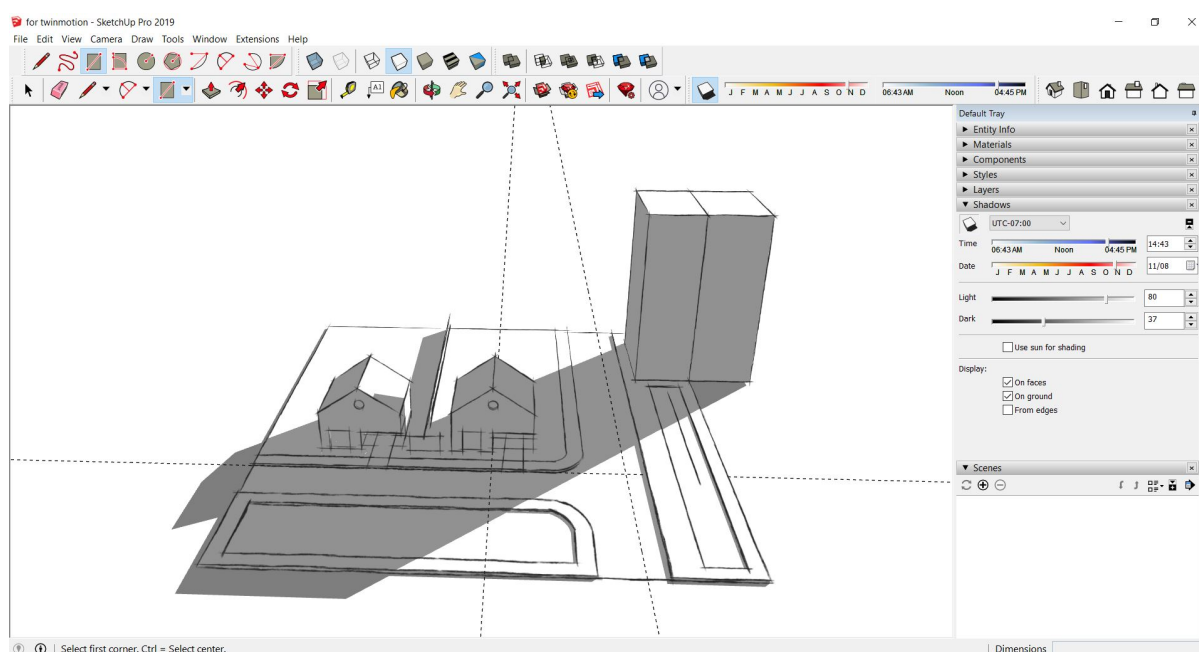 for twinmotion - SketchUp Pro 2019
File Edit View Camera Draw Tools Window Extensions Help
A1
J F M A M J J A S O N D
06:43 AM Noon 04:45 PM
Default Tray
Entity Info
Materials
Components
Styles
Layers
Shadows
UTC-07:00
Time 06:43 AM Noon 04:45 PM 14:43
Date J F M A M J J A S O N D 11/08
Light 80
Dark 37
Use sun for shading
Display:
On faces
On ground
From edges
Scenes
Select first corner. Ctrl = Select center.
Dimensions